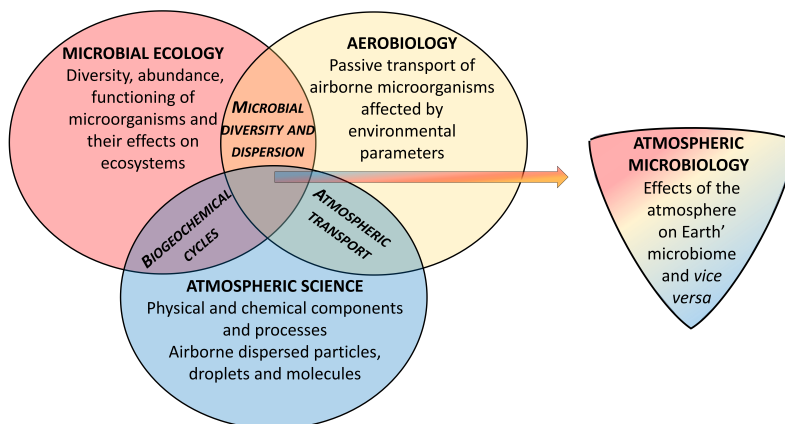 MICROBIAL ECOLOGY
Diversity, abundance,
functioning of
microorganisms and
their effects on
ecosystems
AEROBIOLOGY
Passive transport of
airborne microorganisms
affected by
environmental
parameters
MICROBIAL
DIVERSITY AND
DISPERSION
BIOGEOCHEMICAL
CYCLES
ATMOSPHERIC
TRANSPORT
ATMOSPHERIC SCIENCE
Physical and chemical components
and processes
Airborne dispersed particles,
droplets and molecules
ATMOSPHERIC
MICROBIOLOGY
Effects of the
atmosphere
on Earth’
microbiome
and vice
versa